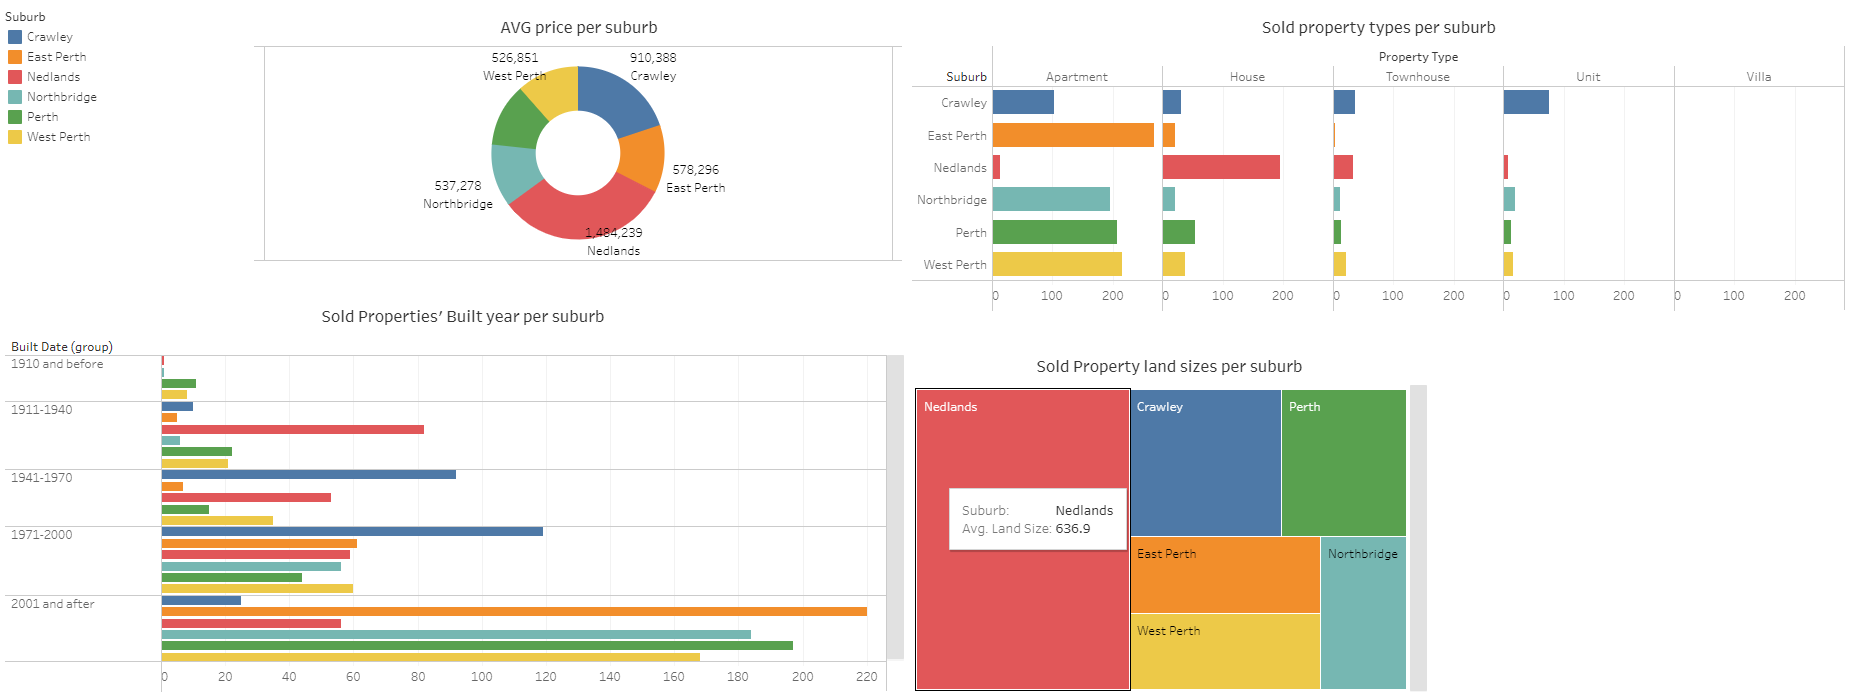 Suburb
Crawley
East Perth
Nedlands
Northbridge
Perth
West Perth
AVG price per suburb
526,851
West Perth
910,388
Crawley
578,296
East Perth
537,278
Northbridge
1,484,239
Nedlands
Sold property types per suburb
Property Type
Suburb Apartment House Townhouse Unit Villa
Crawley
East Perth
Nedlands
Northbridge
Perth
West Perth
0 100 200 0 100 200 0 100 200 0 100 200 0 100 200
Sold Properties’ Built year per suburb
Built Date (group)
1910 and before
1911-1940
1941-1970
1971-2000
2001 and after
0 20 40 60 80 100 120 140 160 180 200 220
Sold Property land sizes per suburb
Nedlands
Crawley
Perth
Suburb: Nedlands
Avg. Land Size: 636.9
East Perth
Northbridge
West Perth